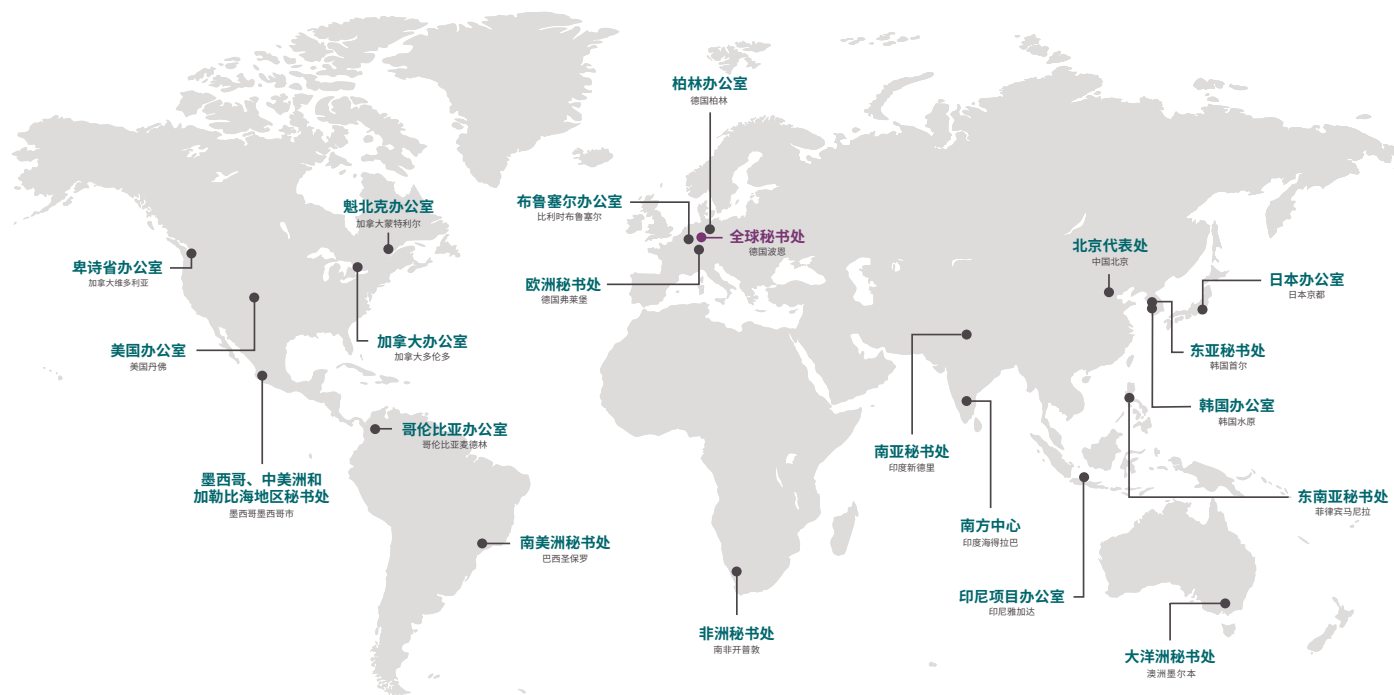 柏林办公室
德国柏林
布鲁塞尔办公室
比利时布鲁塞尔
魁北克办公室
加拿大蒙特利尔
全球秘书处
德国波恩
北京代表处
中国北京
卑诗省办公室
加拿大维多利亚
欧洲秘书处
德国弗莱堡
日本办公室
日本京都
加拿大办公室
加拿大多伦多
美国办公室
美国丹佛
东亚秘书处
韩国首尔
韩国办公室
韩国水原
哥伦比亚办公室
哥伦比亚麦德林
南亚秘书处
印度新德里
墨西哥、中美洲和
加勒比海地区秘书处
墨西哥墨西哥市
东南亚秘书处
菲律宾马尼拉
南方中心
印度海得拉巴
南美洲秘书处
巴西圣保罗
印尼项目办公室
印尼雅加达
非洲秘书处
南非开普敦
大洋洲秘书处
澳洲墨尔本